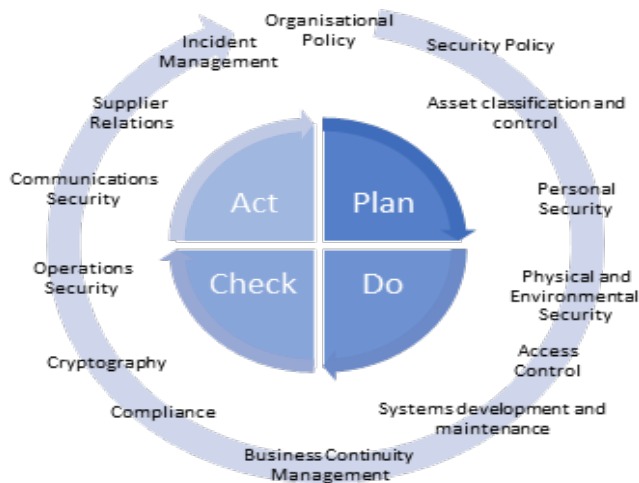 Organisational
Policy
Security Policy
Asset classification and
control
Personal
Security
Physical and
Environmental
Security
Access
Control
Systems development and
maintenance
Business Continuity
Management
Compliance
Cryptography
Operations
Security
Communications
Security
Supplier
Relations
Incident
Management
Act
Plan
Check
Do